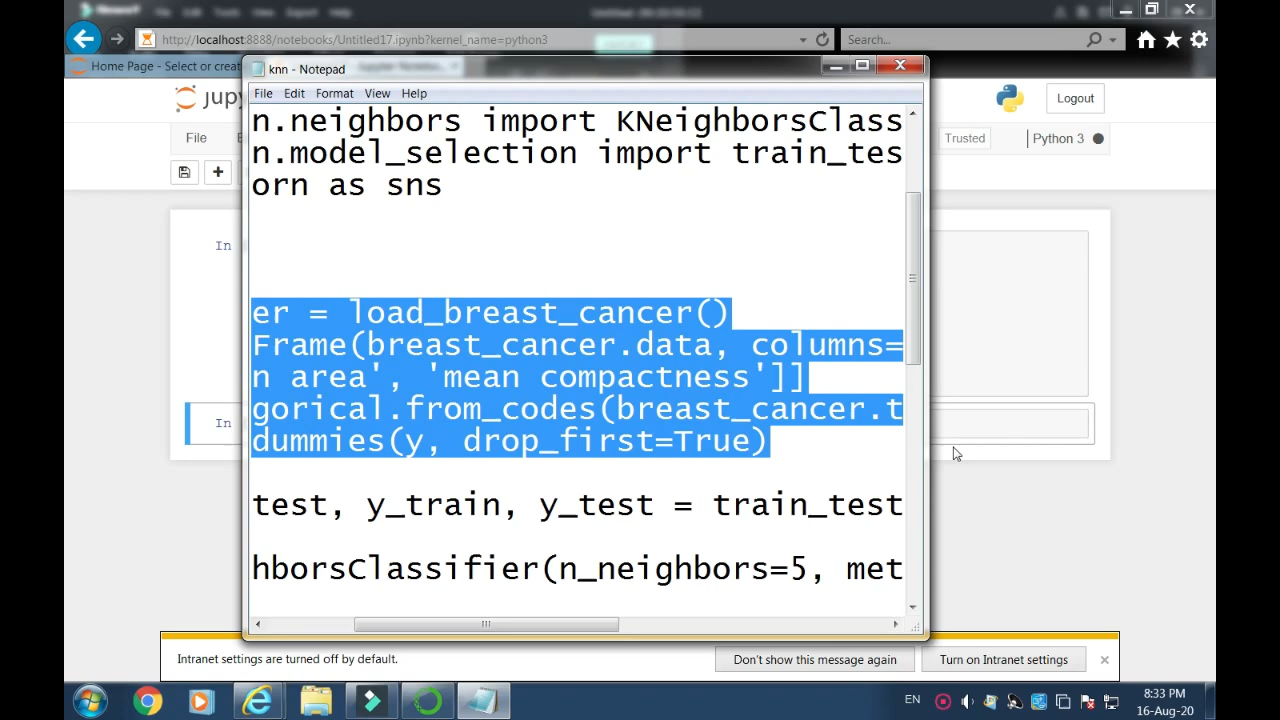 http://localhost:8888/notebooks/Untitled17.ipynb?kernel_name=python3
Search...
Home Page - Select or creat
knn - Notepad
File Edit Format View Help
jupy
Logout
File
Trusted
Python 3
n.neighbors import KNeighborsClass
n.model_selection import train_tes
orn as sns
In
er = load_breast_cancer()
Frame(breast_cancer.data, columns=
n area', 'mean compactness']]
gorical.from_codes(breast_cancer.t
dummies(y, drop_first=True)
In
test, y_train, y_test = train_test
hborsClassifier(n_neighbors=5, met
Intranet settings are turned off by default.
Don't show this message again
Turn on Intranet settings
EN
8:33 PM
16-Aug-20